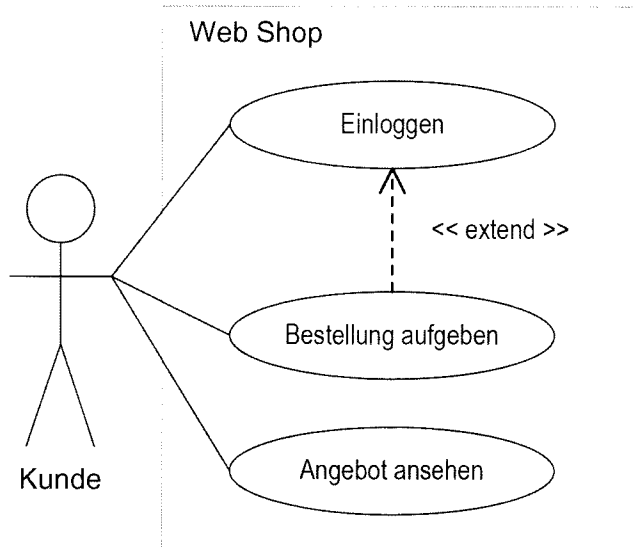 Web Shop
Einloggen
<< extend >>
Bestellung aufgeben
Angebot ansehen
Kunde